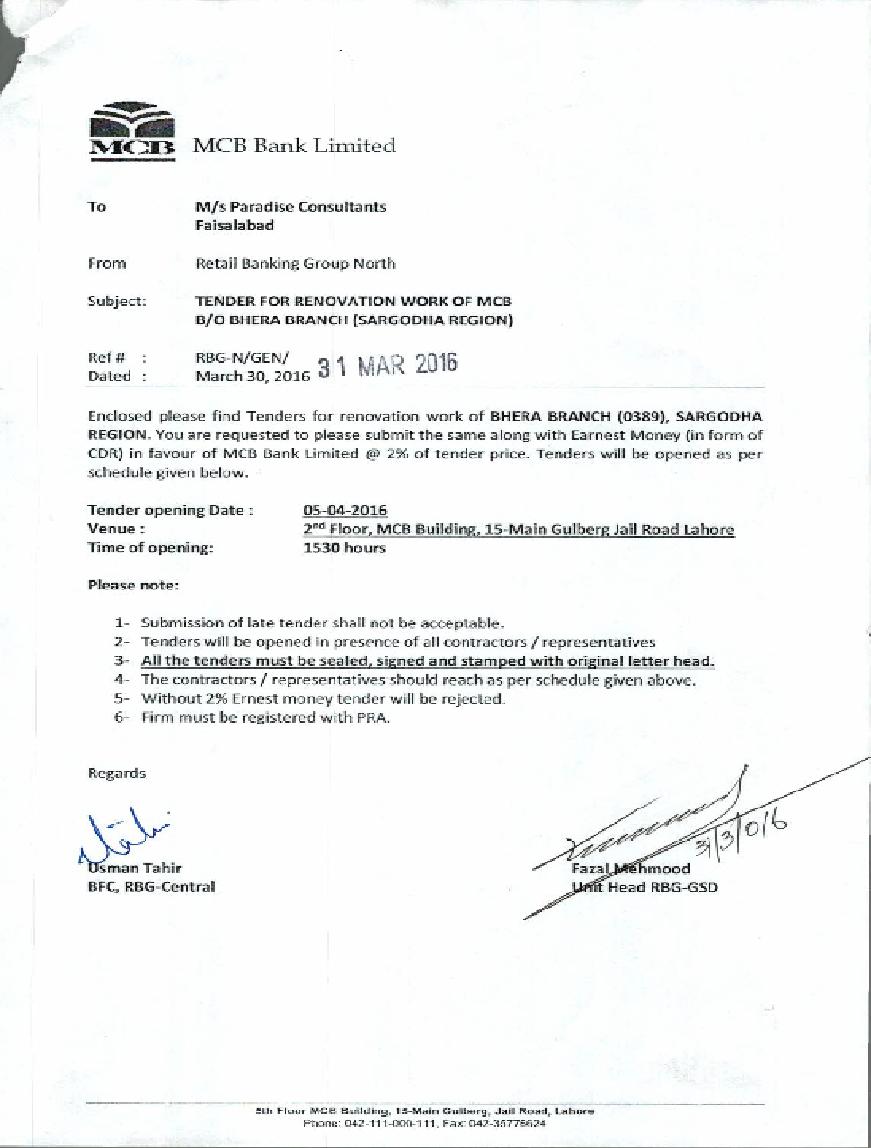 MCB MCB Bank Limited
To M/s Paradise Consultants
Faisalabad
From Retail Banking Group North
Subject: TENDER FOR RENOVATION WORK OF MCB
B/O BHERA BRANCH (SARGODHA REGION)
Ref # : RBG-N/GEN/
Dated : March 30, 2016 31 MAR 2016
Enclosed please find Tenders for renovation work of BHERA BRANCH (0389), SARGODHA
REGION. You are requested to please submit the same along with Earnest Money (in form of
CDR) in favour of MCB Bank Limited @ 2% of tender price. Tenders will be opened as per
schedule given below.
Tender opening Date : 05-04-2016
Venue : 2nd Floor, MCB Building, 15-Main Gulberg Jail Road Lahore
Time of opening: 1530 hours
Please note:
1- Submission of late tender shall not be acceptable.
2- Tenders will be opened in presence of all contractors / representatives
3- All the tenders must be sealed, signed and stamped with original letter head.
4- The contractors / representatives should reach as per schedule given above.
5- Without 2% Ernest money tender will be rejected.
6- Firm must be registered with PRA.
Regards
Usman Tahir
BFC, RBG-Central
Fazal Mehmood
Unit Head RBG-GSD
5th Floor MCB Building, 15-Main Gulberg, Jail Road, Lahore
Phone: 042-111-000-111, Fax: 042-35775624